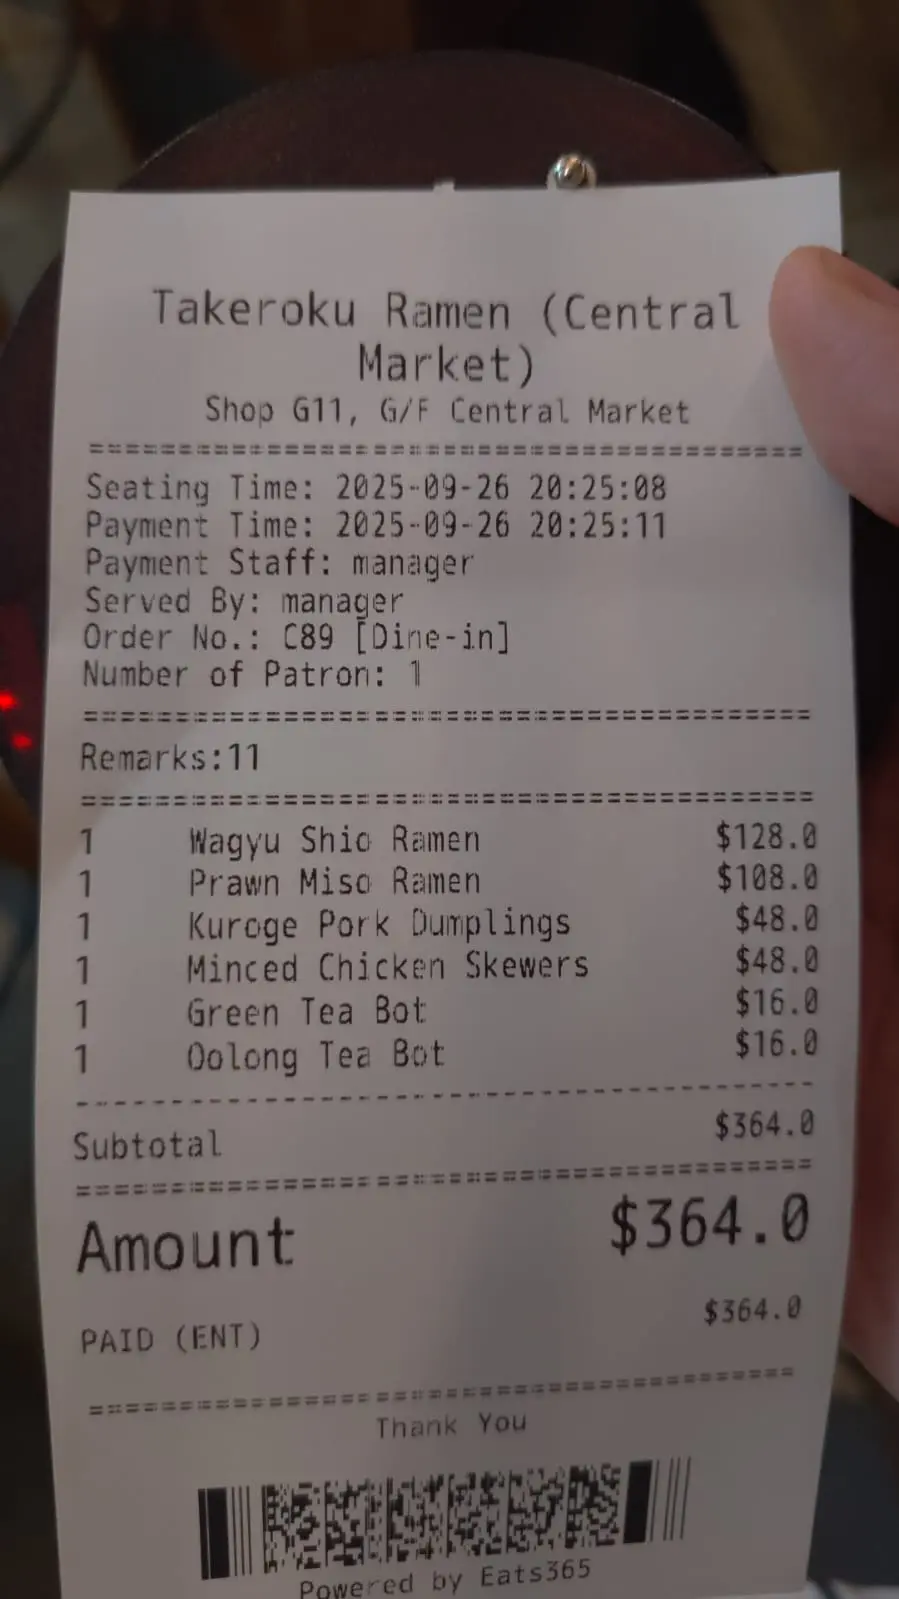 Takeroku Ramen (Central
Market)
Shop G11, G/F Central Market
Seating Time: 2025-09-26 20:25:08
Payment Time: 2025-09-26 20:25:11
Payment Staff: manager
Served By: manager
Order No.: C89 [Dine-in]
Number of Patron: 1
Remarks:11
1 Wagyu Shio Ramen $128.0
1 Prawn Miso Ramen $108.0
1 Kuroge Pork Dumplings $48.0
1 Minced Chicken Skewers $48.0
1 Green Tea Bot $16.0
1 Oolong Tea Bot $16.0
Subtotal $364.0
Amount $364.0
PAID (ENT) $364.0
Thank You
Powered by Eats365